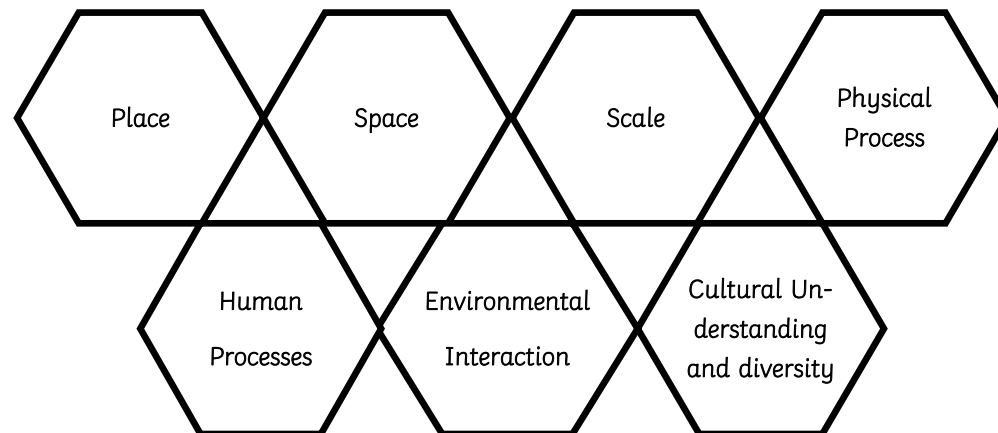 Place
Space
Scale
Physical
Process
Human
Processes
Environmental
Interaction
Cultural Un-
derstanding
and diversity